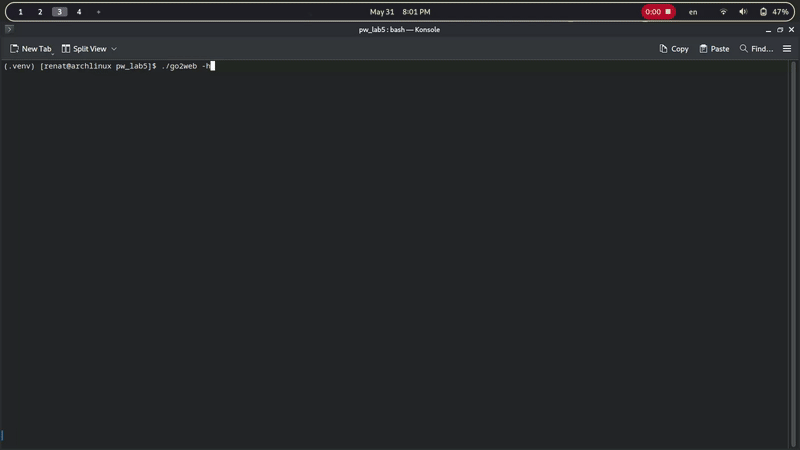 1 2 3 4 + May 31 8:01 PM 0:00 en 47%
pw_lab5 : bash — Konsole
New Tab Split View Copy Paste Find...
(.venv) [renat@archlinux pw_lab5]$ ./go2web -h